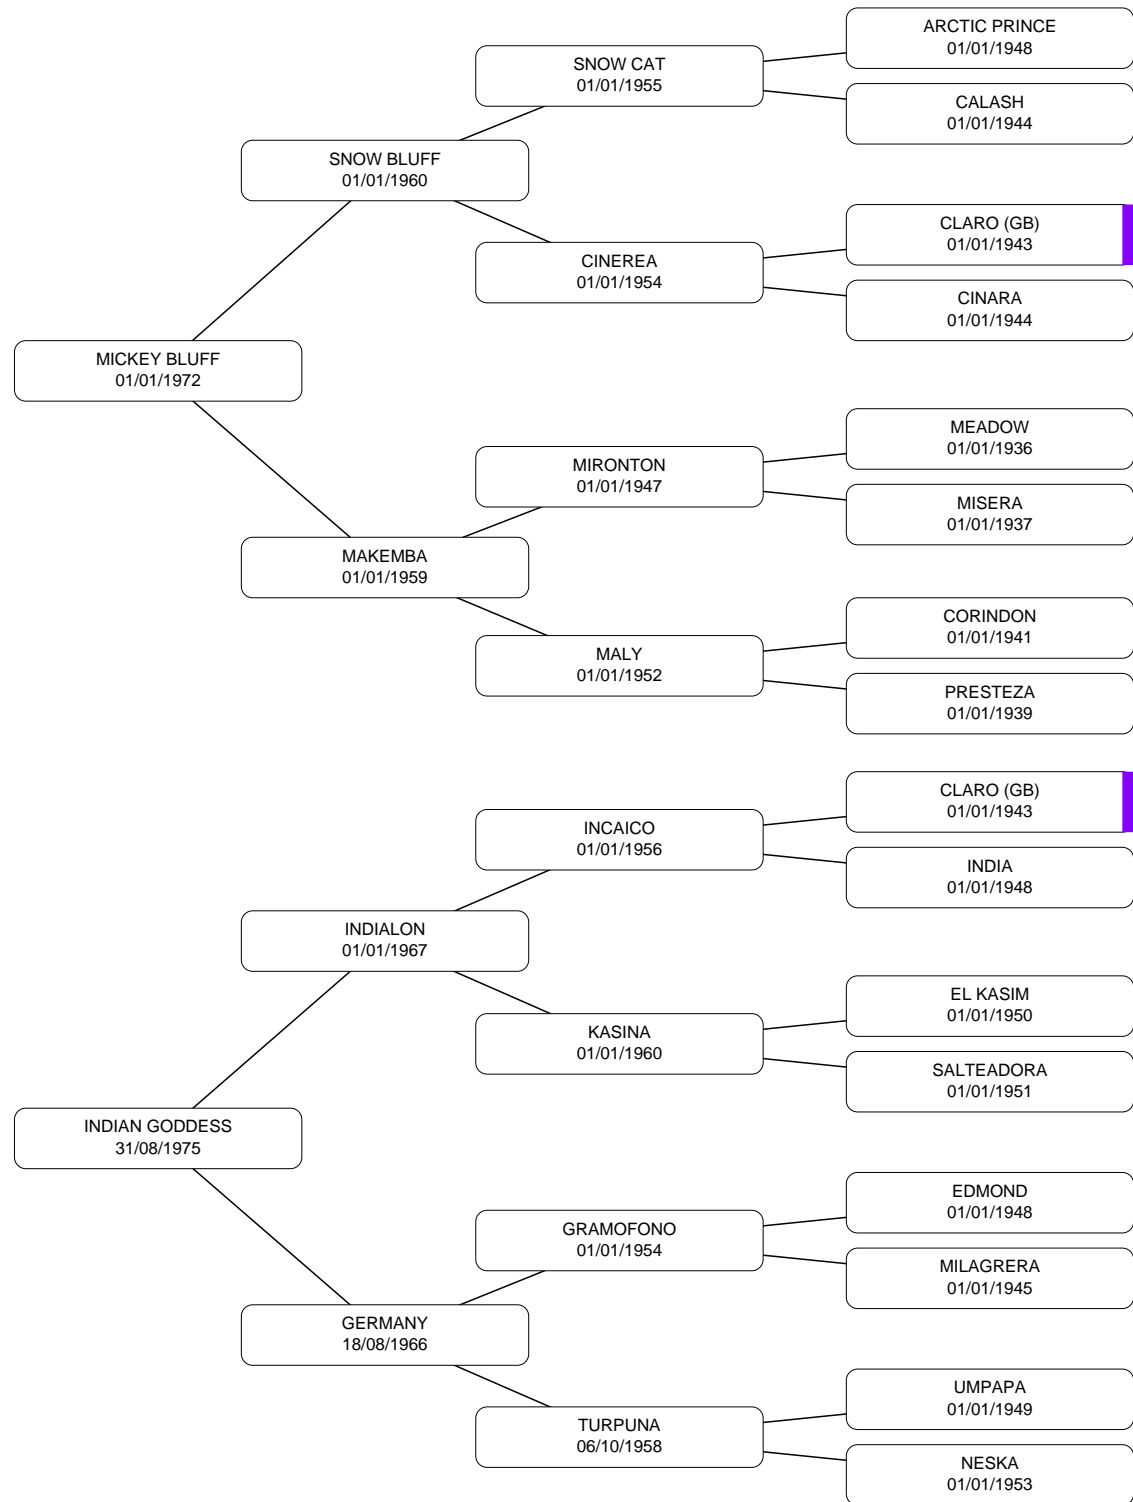 ARCTIC PRINCE
01/01/1948
SNOW CAT
01/01/1955
CALASH
01/01/1944
SNOW BLUFF
01/01/1960
CLARO (GB)
01/01/1943
CINEREA
01/01/1954
CINARA
01/01/1944
MICKEY BLUFF
01/01/1972
MEADOW
01/01/1936
MIRONTON
01/01/1947
MISERA
01/01/1937
MAKEMBA
01/01/1959
CORINDON
01/01/1941
MALY
01/01/1952
PRESTEZA
01/01/1939
CLARO (GB)
01/01/1943
INCAICO
01/01/1956
INDIA
01/01/1948
INDIALON
01/01/1967
EL KASIM
01/01/1950
KASINA
01/01/1960
SALTEADORA
01/01/1951
INDIAN GODDESS
31/08/1975
EDMOND
01/01/1948
GRAMOFONO
01/01/1954
MILAGRERA
01/01/1945
GERMANY
18/08/1966
UMPAPA
01/01/1949
TURPUNA
06/10/1958
NESKA
01/01/1953